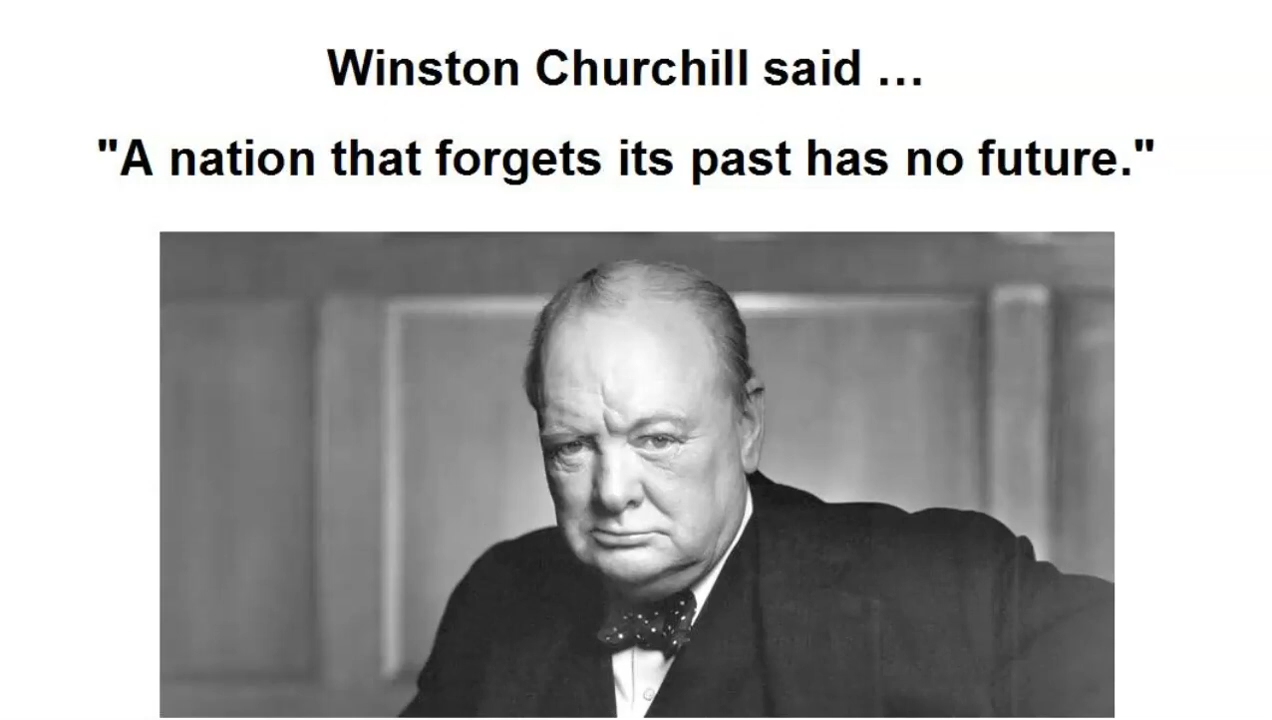 Winston Churchill said …
"A nation that forgets its past has no future."